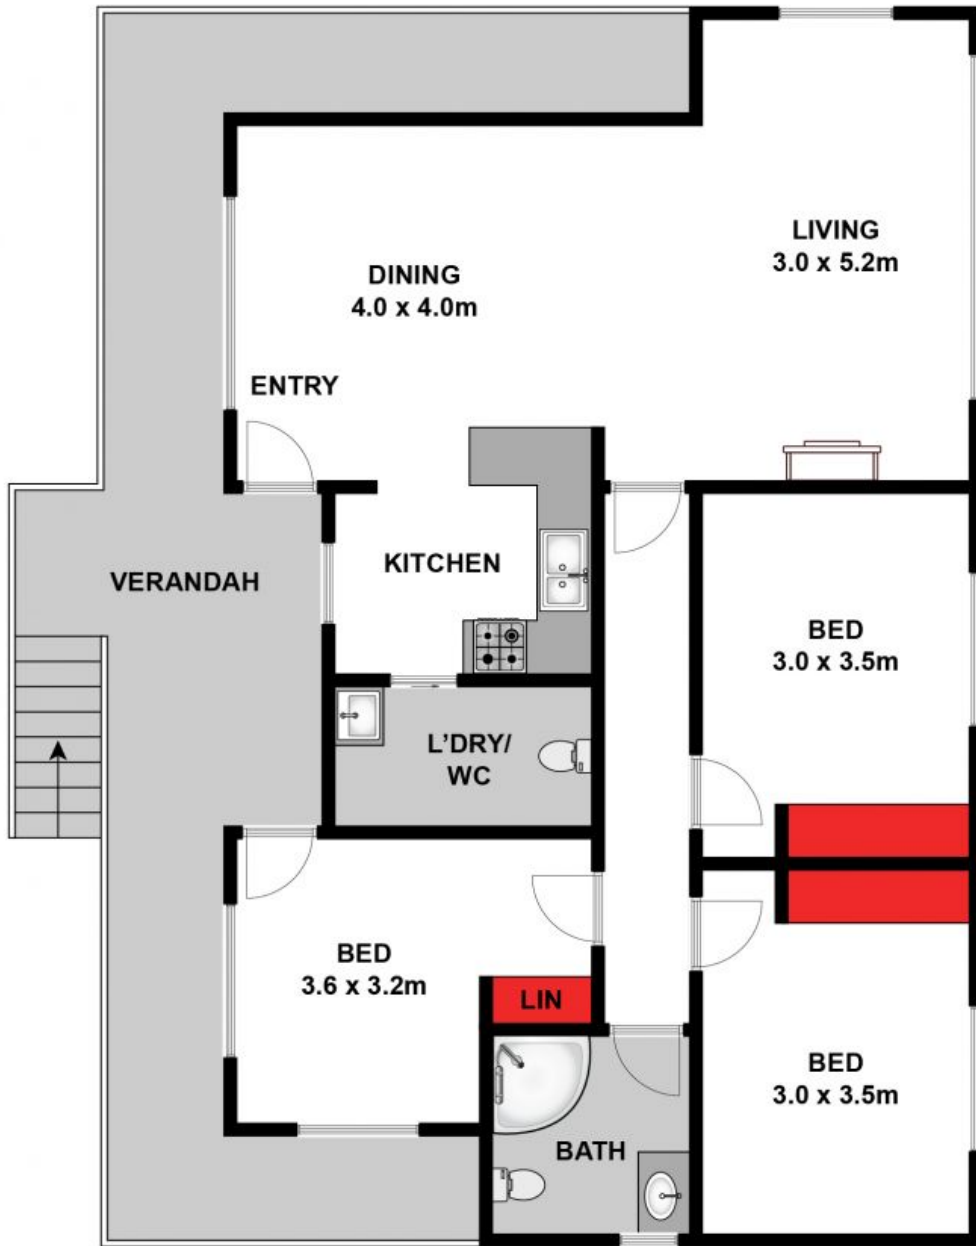 LIVING
3.0 x 5.2m
DINING
4.0 x 4.0m
ENTRY
KITCHEN
VERANDAH
BED
3.0 x 3.5m
L'DRY/
WC
BED
3.6 x 3.2m
LIN
BED
3.0 x 3.5m
BATH